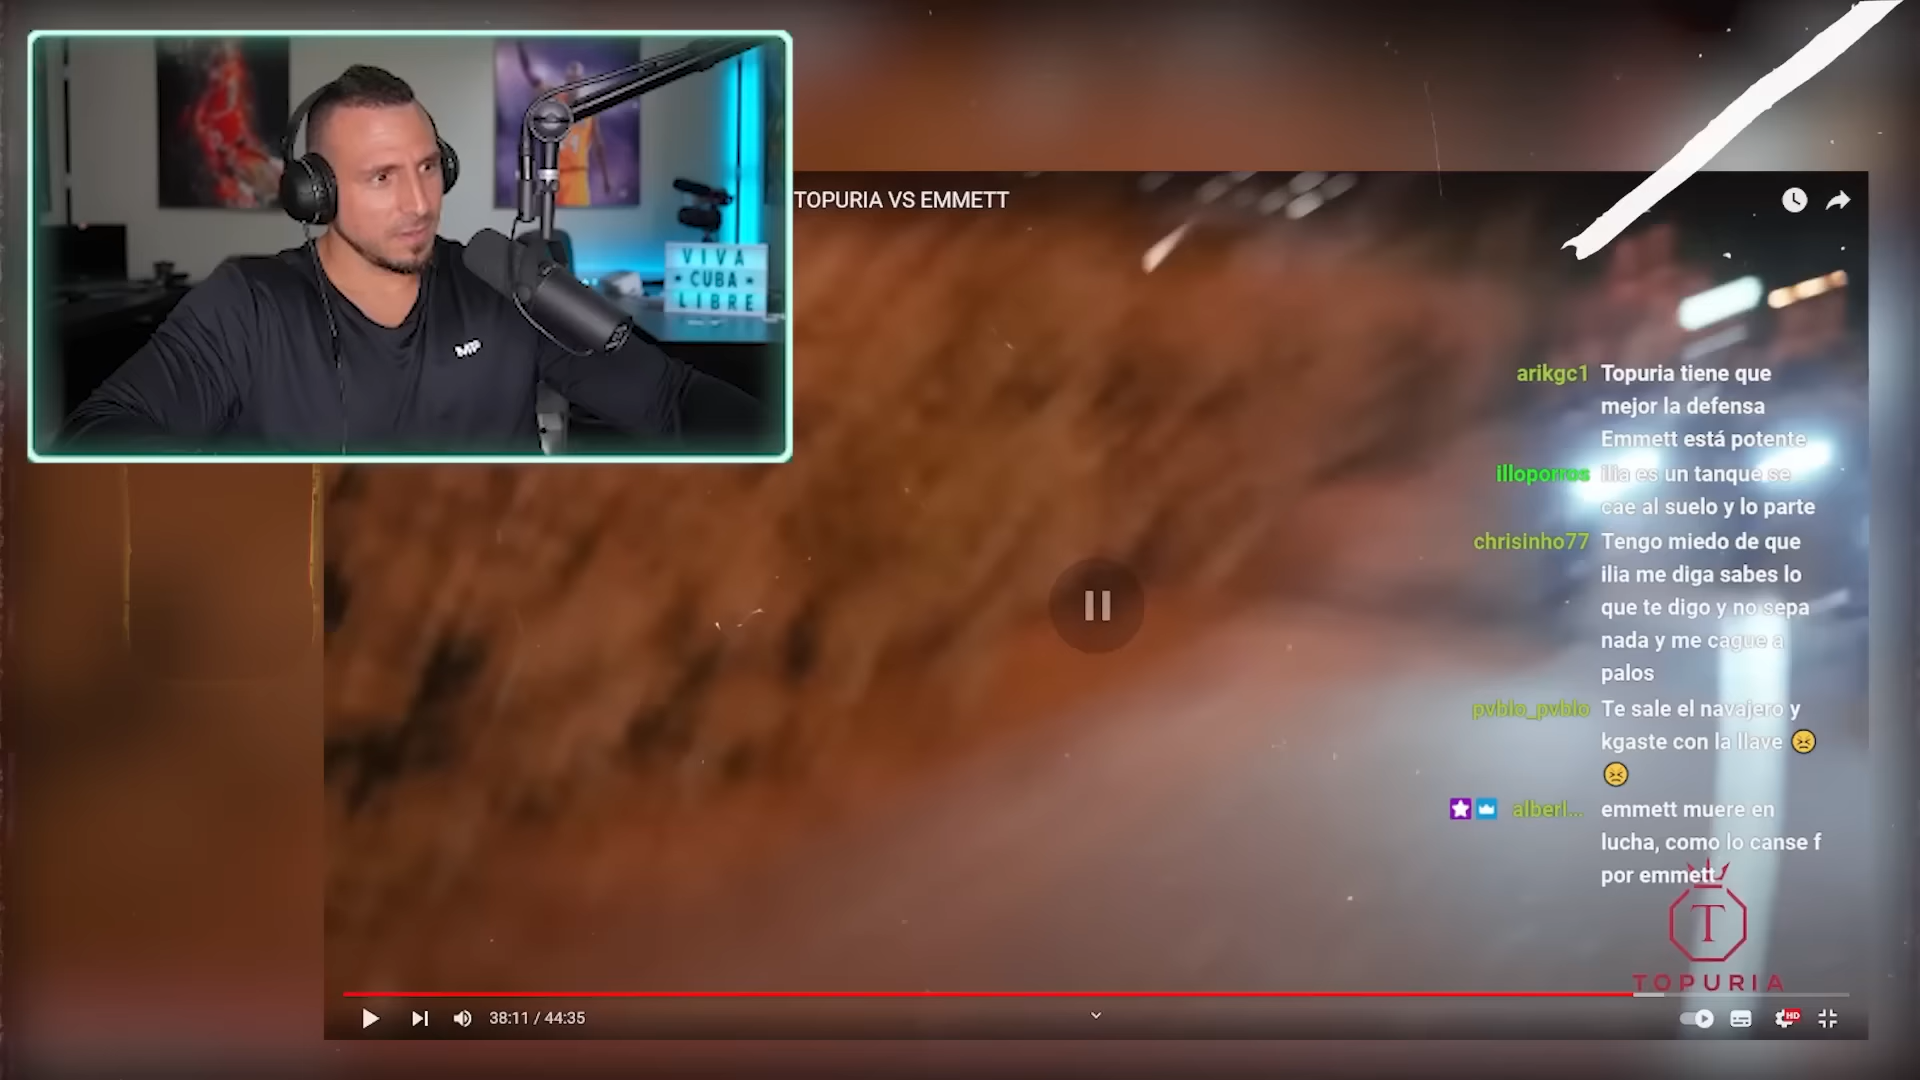 TOPURIA VS EMMETT
VIVA
CUBA
LIBRE
MP
arikgc1 Topuria tiene que
mejor la defensa
Emmett está potente
illoporros ilia es un tanque se
cae al suelo y lo parte
chrisinho77 Tengo miedo de que
ilia me diga sabes lo
que te digo y no sepa
nada y me cague a
palos
pvblo_pvblo Te sale el navajero y
kgaste con la llave 😣
😣
alberl... emmett muere en
lucha, como lo canse f
por emmett
T
TOPURIA
38:11 / 44:35
HD